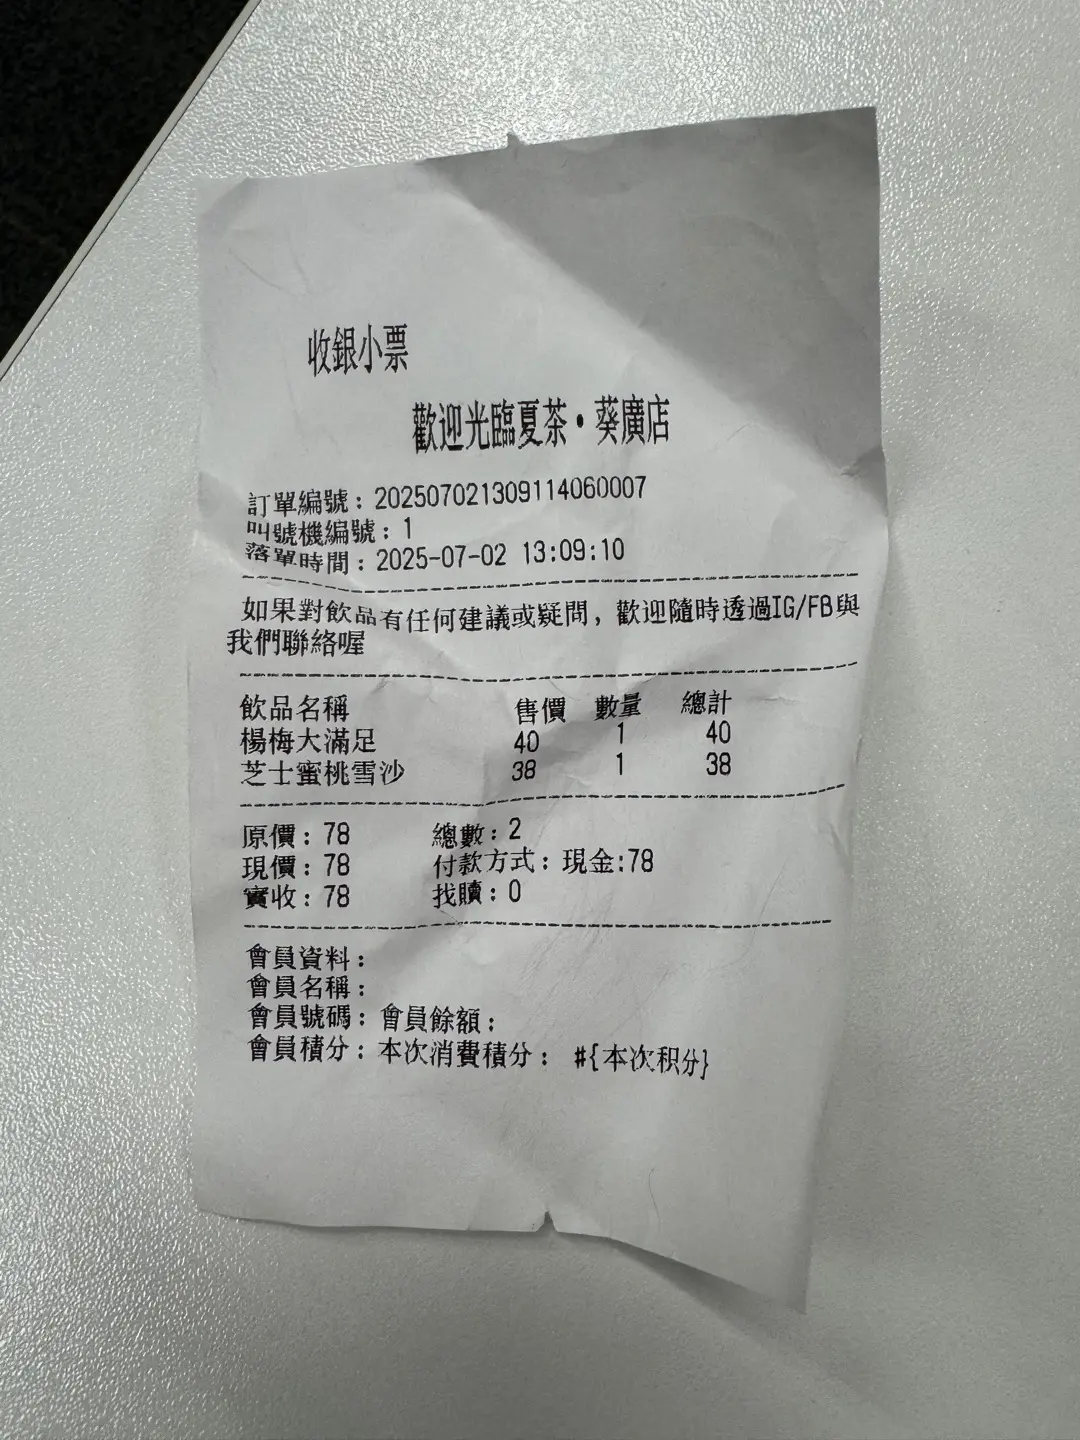 收銀小票
歡迎光臨夏茶•葵廣店
訂單編號：202507021309114060007
叫號機編號：1
落單時間：2025-07-02 13:09:10
如果對飲品有任何建議或疑問，歡迎隨時透過IG/FB與
我們聯絡喔
飲品名稱 售價 數量 總計
楊梅大滿足 40 1 40
芝士蜜桃雪沙 38 1 38
原價：78 總數：2
現價：78 付款方式：現金:78
實收：78 找贖：0
會員資料：
會員名稱：
會員號碼：會員餘額：
會員積分：本次消費積分： #{本次积分}